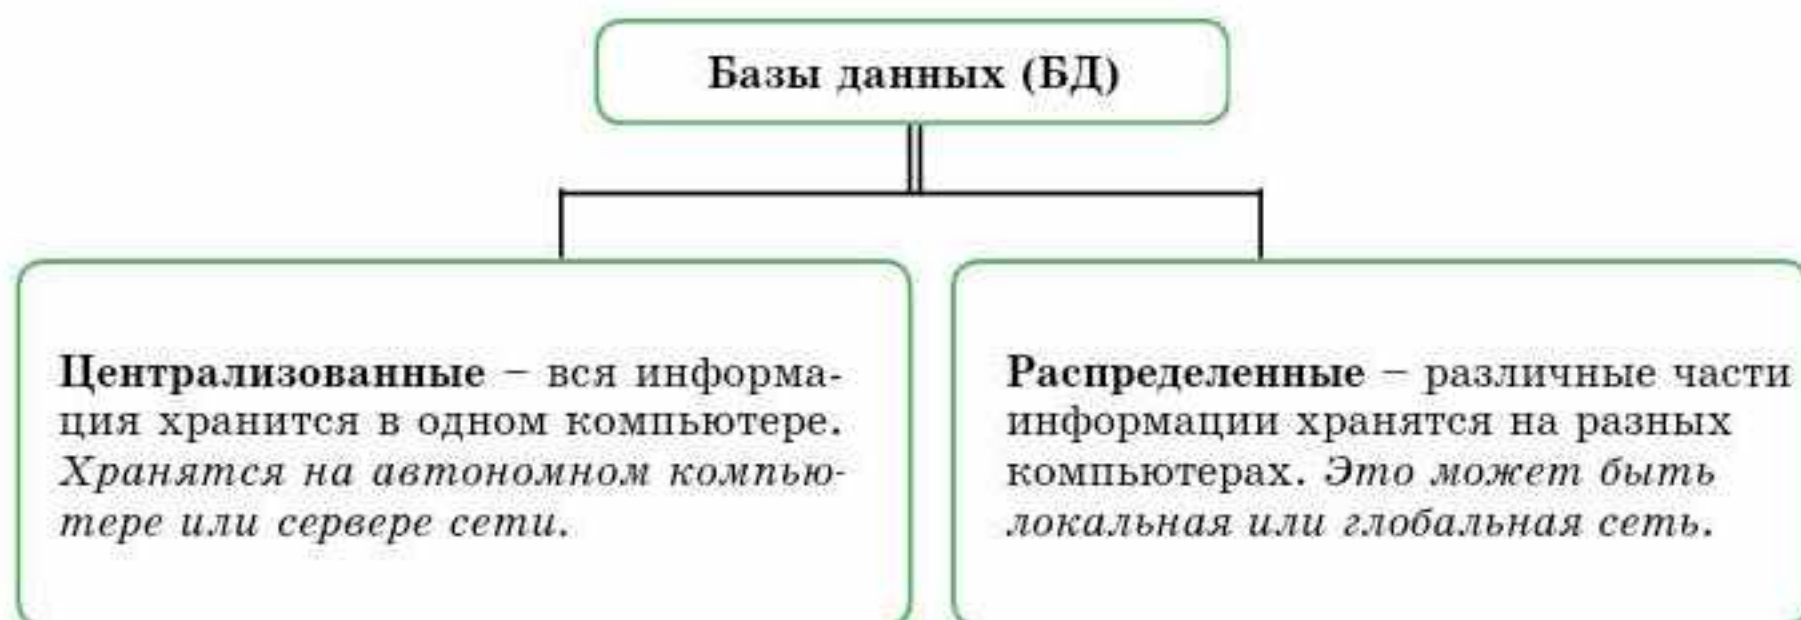 Базы данных (БД)
Централизованные – вся информа-
ция хранится в одном компьютере.
Хранятся на автономном компью-
тере или сервере сети.
Распределенные – различные части
информации хранятся на разных
компьютерах. Это может быть
локальная или глобальная сеть.